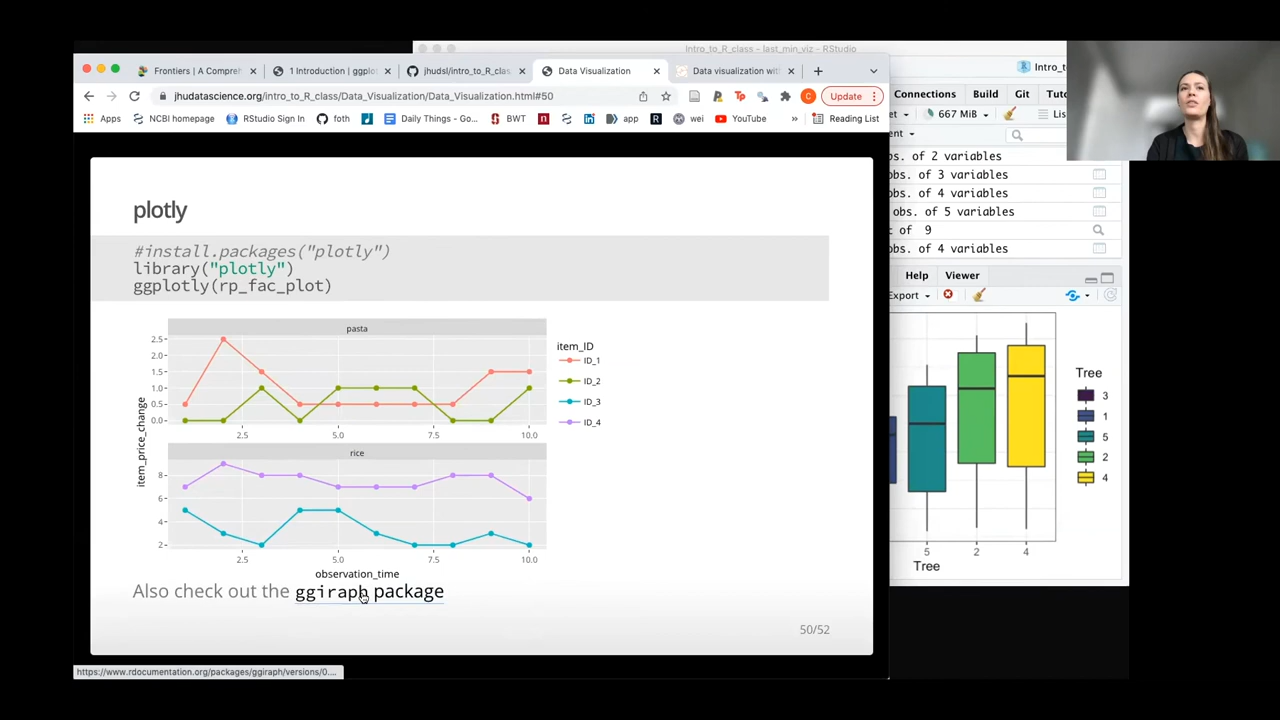 Intro_to_R_class - last_min_viz - RStudio
Frontiers | A Compreh
1 Introduction | ggplot
jhudsl/intro_to_R_clas
Data Visualization
Data visualization wit
Intro_to
jhudatascience.org/intro_to_R_class/Data_Visualization/Data_Visualization.html#50
Update
Connections
Build
Git
Tuto
Apps
NCBI homepage
RStudio Sign In
foth
Daily Things - Go...
BWT
app
wei
YouTube
»
Reading List
667 MiB
Lis
obs. of 2 variables
obs. of 3 variables
obs. of 4 variables
obs. of 5 variables
of 9
obs. of 4 variables
Help
Viewer
Export
plotly
#install.packages("plotly")
library("plotly")
ggplotly(rp_fac_plot)
pasta
2.5
2.0
1.5
1.0
0.5
0.0
2.5
5.0
7.5
10.0
item_price_change
rice
8
6
4
2
2.5
5.0
7.5
10.0
observation_time
item_ID
ID_1
ID_2
ID_3
ID_4
Also check out the ggiraph package
50/52
5
2
4
Tree
Tree
3
1
5
2
4
https://www.rdocumentation.org/packages/ggiraph/versions/0....